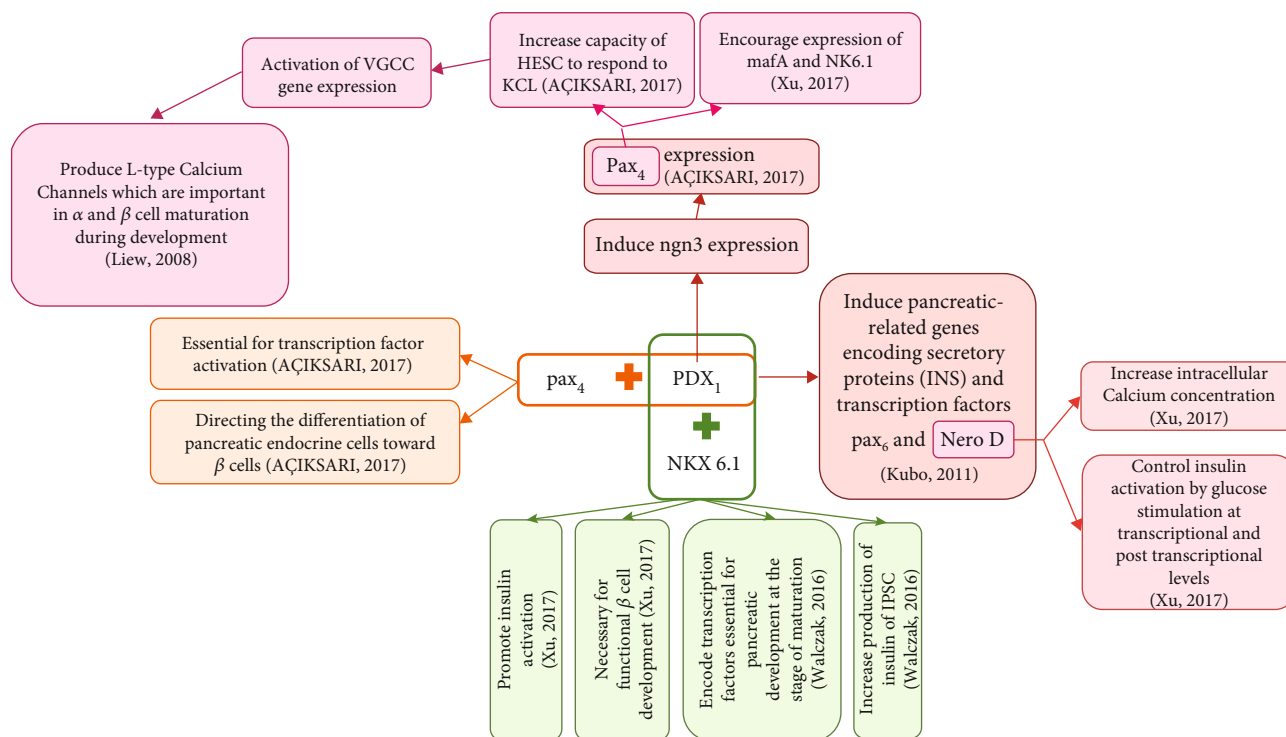 Increase capacity of
HESC to respond to
KCL (AÇIKSARI, 2017)
Encourage expression of
mafA and NK6.1
(Xu, 2017)
Activation of VGCC
gene expression
Produce L-type Calcium
Channels which are important
in α and β cell maturation
during development
(Liew, 2008)
Pax₄ expression
(AÇIKSARI, 2017)
Induce ngn3 expression
Essential for transcription factor
activation (AÇIKSARI, 2017)
Directing the differentiation of
pancreatic endocrine cells toward
β cells (AÇIKSARI, 2017)
pax₄ + PDX₁
+
NKX 6.1
Induce pancreatic-
related genes
encoding secretory
proteins (INS) and
transcription factors
pax₆ and Nero D
(Kubo, 2011)
Increase intracellular
Calcium concentration
(Xu, 2017)
Control insulin
activation by glucose
stimulation at
transcriptional and
post transcriptional
levels
(Xu, 2017)
Promote insulin
activation
(Xu, 2017)
Necessary for
functional β cell
development (Xu, 2017)
Encode transcription
factors essential for
pancreatic
development at the
stage of maturation
(Walczak, 2016)
Increase production of
insulin of IPSC
(Walczak, 2016)